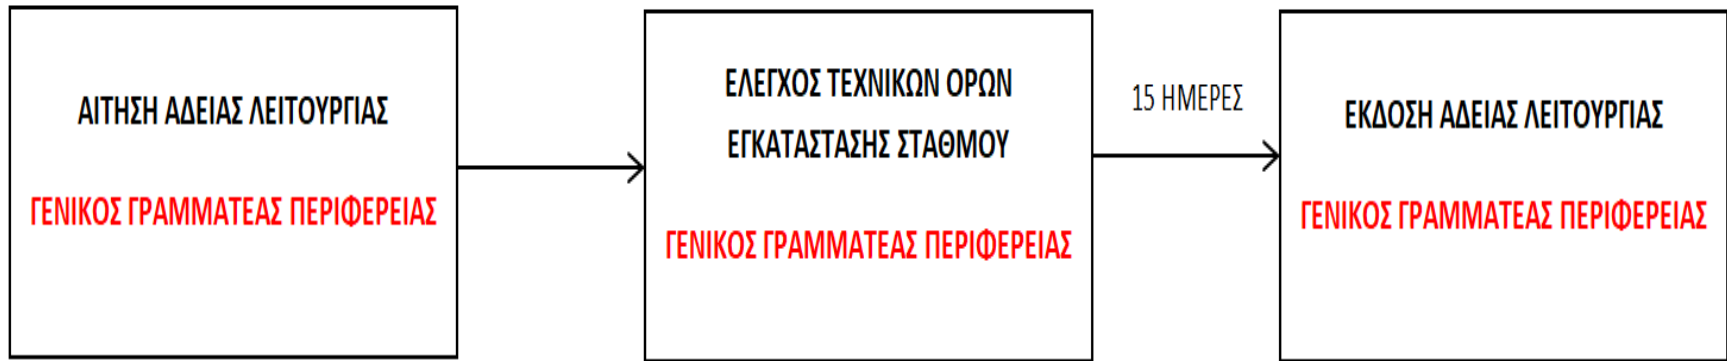 ΑΙΤΗΣΗ ΑΔΕΙΑΣ ΛΕΙΤΟΥΡΓΙΑΣ
ΓΕΝΙΚΟΣ ΓΡΑΜΜΑΤΕΑΣ ΠΕΡΙΦΕΡΕΙΑΣ
ΕΛΕΓΧΟΣ ΤΕΧΝΙΚΩΝ ΟΡΩΝ
ΕΓΚΑΤΑΣΤΑΣΗΣ ΣΤΑΘΜΟΥ
ΓΕΝΙΚΟΣ ΓΡΑΜΜΑΤΕΑΣ ΠΕΡΙΦΕΡΕΙΑΣ
15 ΗΜΕΡΕΣ
ΕΚΔΟΣΗ ΑΔΕΙΑΣ ΛΕΙΤΟΥΡΓΙΑΣ
ΓΕΝΙΚΟΣ ΓΡΑΜΜΑΤΕΑΣ ΠΕΡΙΦΕΡΕΙΑΣ